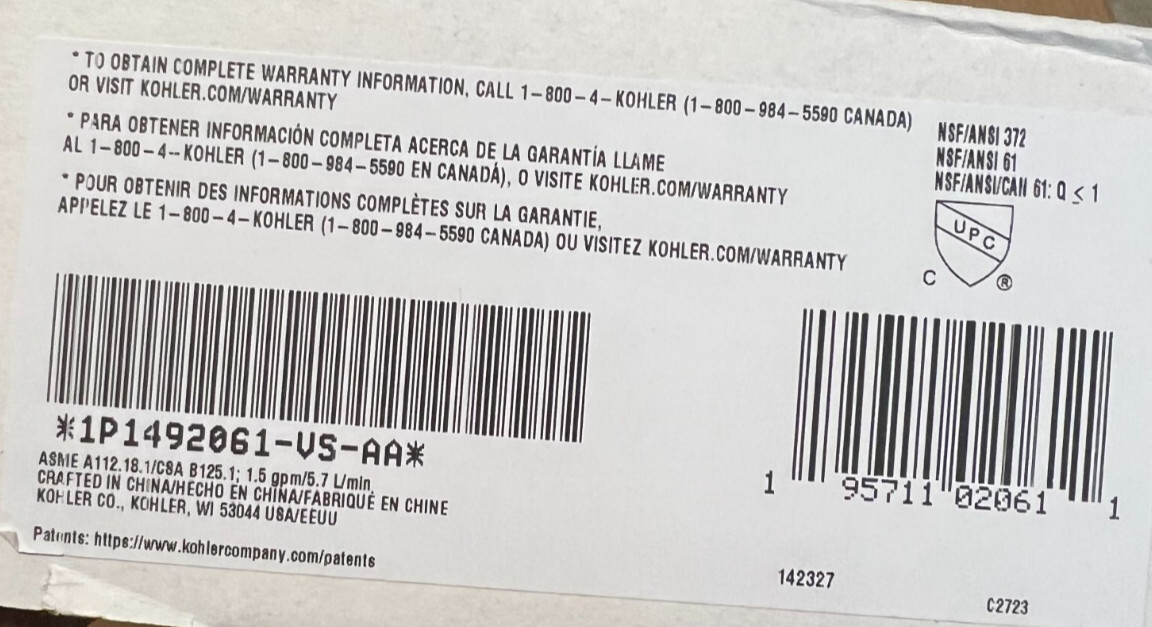 * TO OBTAIN COMPLETE WARRANTY INFORMATION, CALL 1-800-4-KOHLER (1-800-984-5590 CANADA)
OR VISIT KOHLER.COM/WARRANTY
* PARA OBTENER INFORMACIÓN COMPLETA ACERCA DE LA GARANTÍA LLAME
AL 1-800-4-KOHLER (1-800-984-5590 EN CANADÁ), O VISITE KOHLER.COM/WARRANTY
* POUR OBTENIR DES INFORMATIONS COMPLÈTES SUR LA GARANTIE,
APPELEZ LE 1-800-4-KOHLER (1-800-984-5590 CANADA) OU VISITEZ KOHLER.COM/WARRANTY
NSF/ANSI 372
NSF/ANSI 61
NSF/ANSI/CAN 61: Q ≤ 1
UPC
C ®
*1P1492061-VS-AA*
ASME A112.18.1/CSA B125.1; 1.5 gpm/5.7 L/min
CRAFTED IN CHINA/HECHO EN CHINA/FABRIQUÉ EN CHINE
KOHLER CO., KOHLER, WI 53044 USA/EEUU
Patents: https://www.kohlercompany.com/patents
1 95711 02061 1
142327
C2723